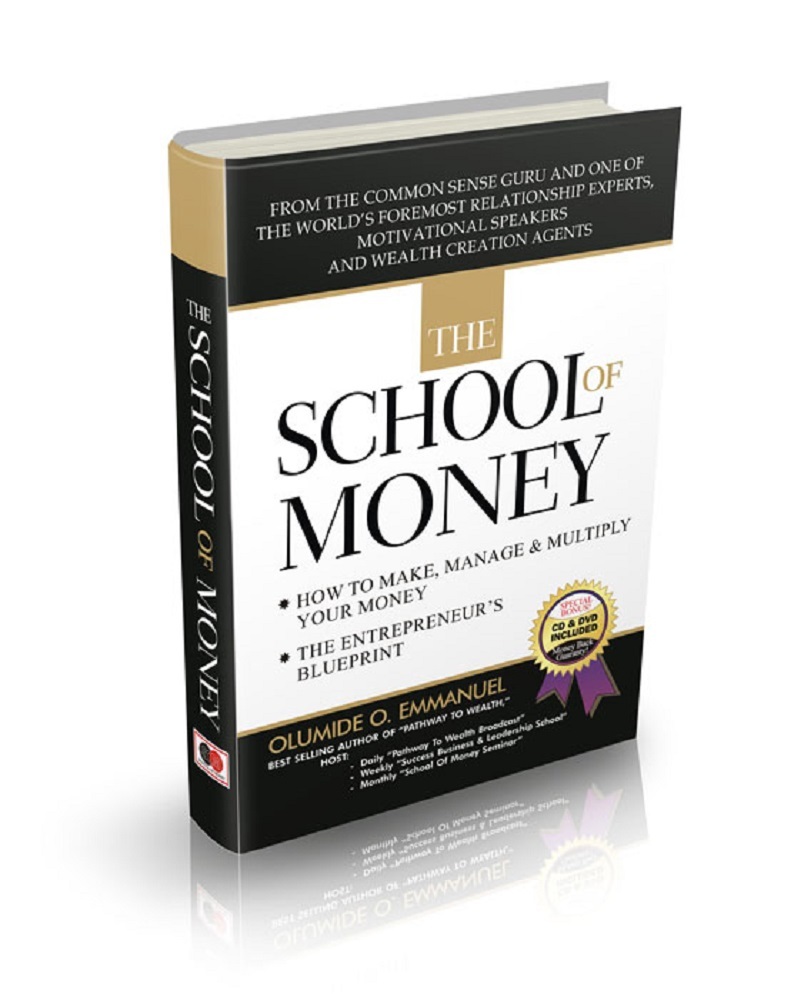 FROM THE COMMON SENSE GURU AND ONE OF
THE WORLD'S FOREMOST RELATIONSHIP EXPERTS,
MOTIVATIONAL SPEAKERS
AND WEALTH CREATION AGENTS
THE
SCHOOL OF
MONEY
* HOW TO MAKE, MANAGE & MULTIPLY
YOUR MONEY
* THE ENTREPRENEUR'S
BLUEPRINT
SPECIAL
BONUS!
CD & DVD
INCLUDED
Money Back
Guaranty!
OLUMIDE O. EMMANUEL
BEST SELLING AUTHOR OF "PATHWAY TO WEALTH,"
HOST:
- Daily "Pathway To Wealth Broadcast"
- Weekly "Success Business & Leadership School"
- Monthly "School Of Money Seminar"
THE SCHOOL OF MONEY